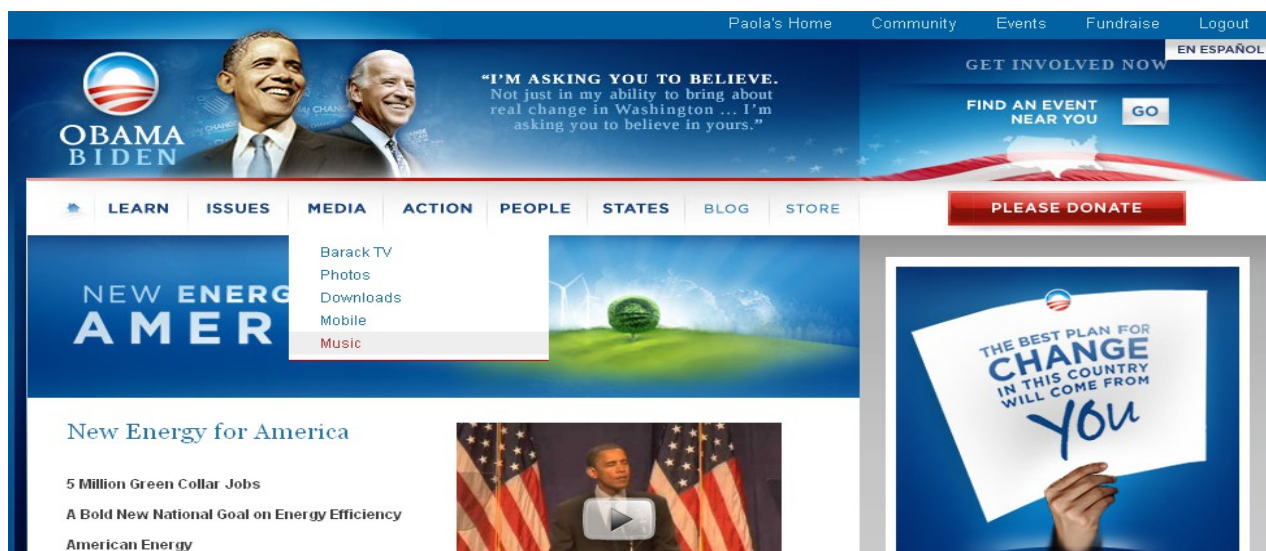 Paola's Home Community Events Fundraise Logout
EN ESPAÑOL
OBAMA
BIDEN
“I'M ASKING YOU TO BELIEVE.
Not just in my ability to bring about
real change in Washington ... I'm
asking you to believe in yours.”
GET INVOLVED NOW
FIND AN EVENT
NEAR YOU GO
LEARN ISSUES MEDIA ACTION PEOPLE STATES BLOG STORE
PLEASE DONATE
Barack TV
Photos
Downloads
Mobile
Music
NEW ENERG
AMER
THE BEST PLAN FOR
CHANGE
IN THIS COUNTRY
WILL COME FROM
YOU
New Energy for America
5 Million Green Collar Jobs
A Bold New National Goal on Energy Efficiency
American Energy